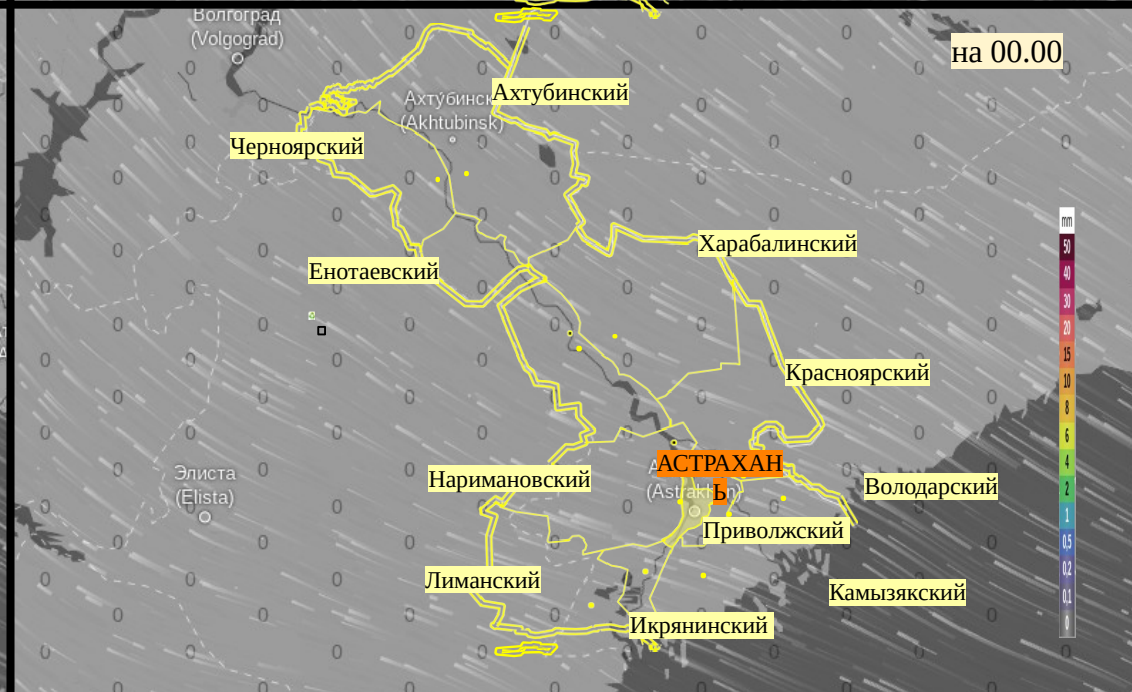 Волгоград
(Volgograd)
на 00.00
Ахтубинск
(Akhtubinsk)
Ахтубинский
Черноярский
Харабалинский
Енотаевский
Красноярский
АСТРАХАН
Ь
Элиста
(Elista)
Наримановский
Володарский
Приволжский
Лиманский
Камызякский
Икрянинский
mm
50
40
30
20
15
10
8
6
4
2
1
0,5
0,2
0,1
0